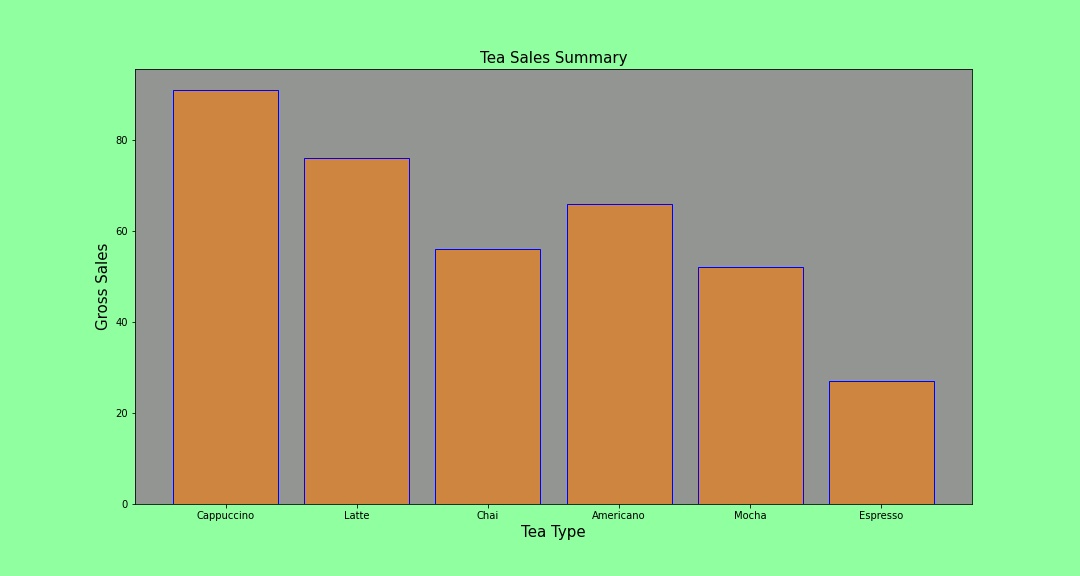 Tea Sales Summary
Gross Sales
80
60
40
20
0
Cappuccino Latte Chai Americano Mocha Espresso
Tea Type